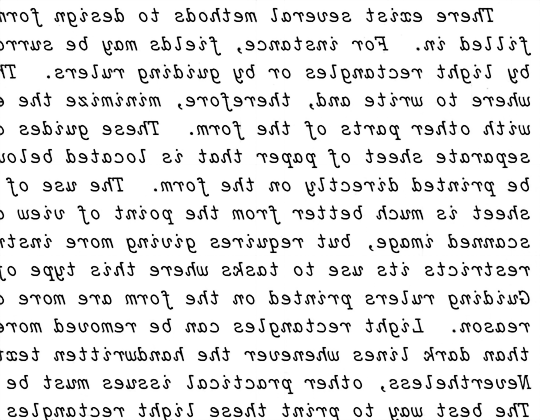 There exist several methods to design form
filled in. For instance, fields may be
by light rectangles or by guiding rulers.
where to write and, therefore, minimize the
with other parts of the form. These guides
separate sheet of paper that is located below
be printed directly on the form. The use of
sheet is much better from the point of view
scanned image, but requires giving more
restricts its use to tasks where this type of
Guiding rulers printed on the form are more
reason. Light rectangles can be removed more
than dark lines whenever the handwritten text
Nevertheless, other practical issues must be
The best way to print these light rectangles